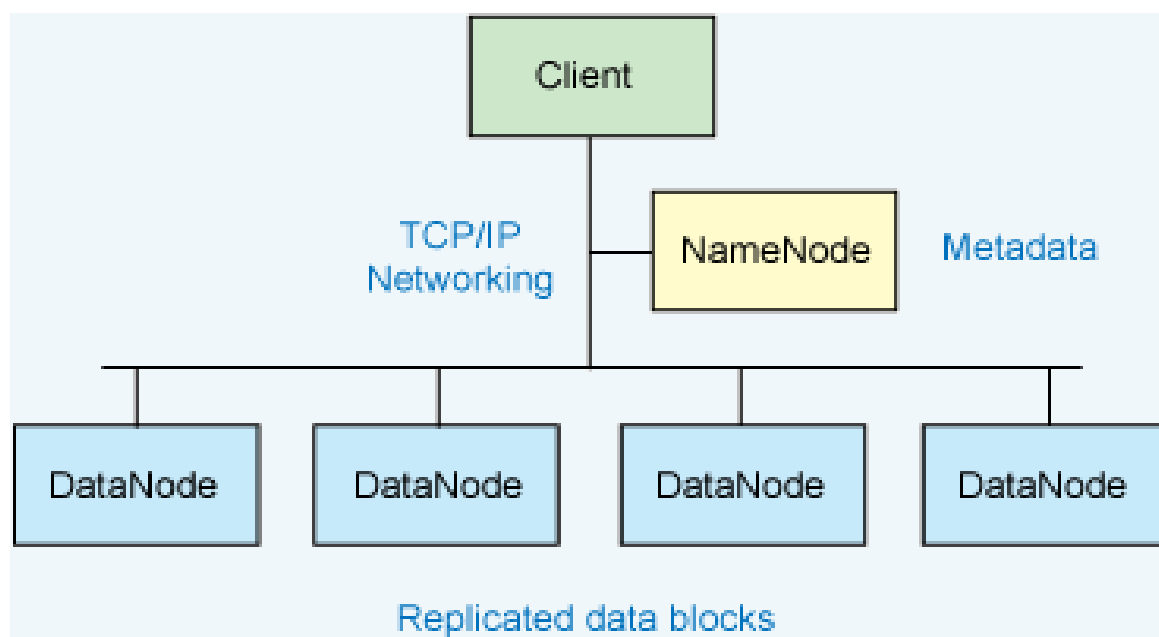 Client
TCP/IP
Networking
NameNode
Metadata
DataNode
DataNode
DataNode
DataNode
Replicated data blocks